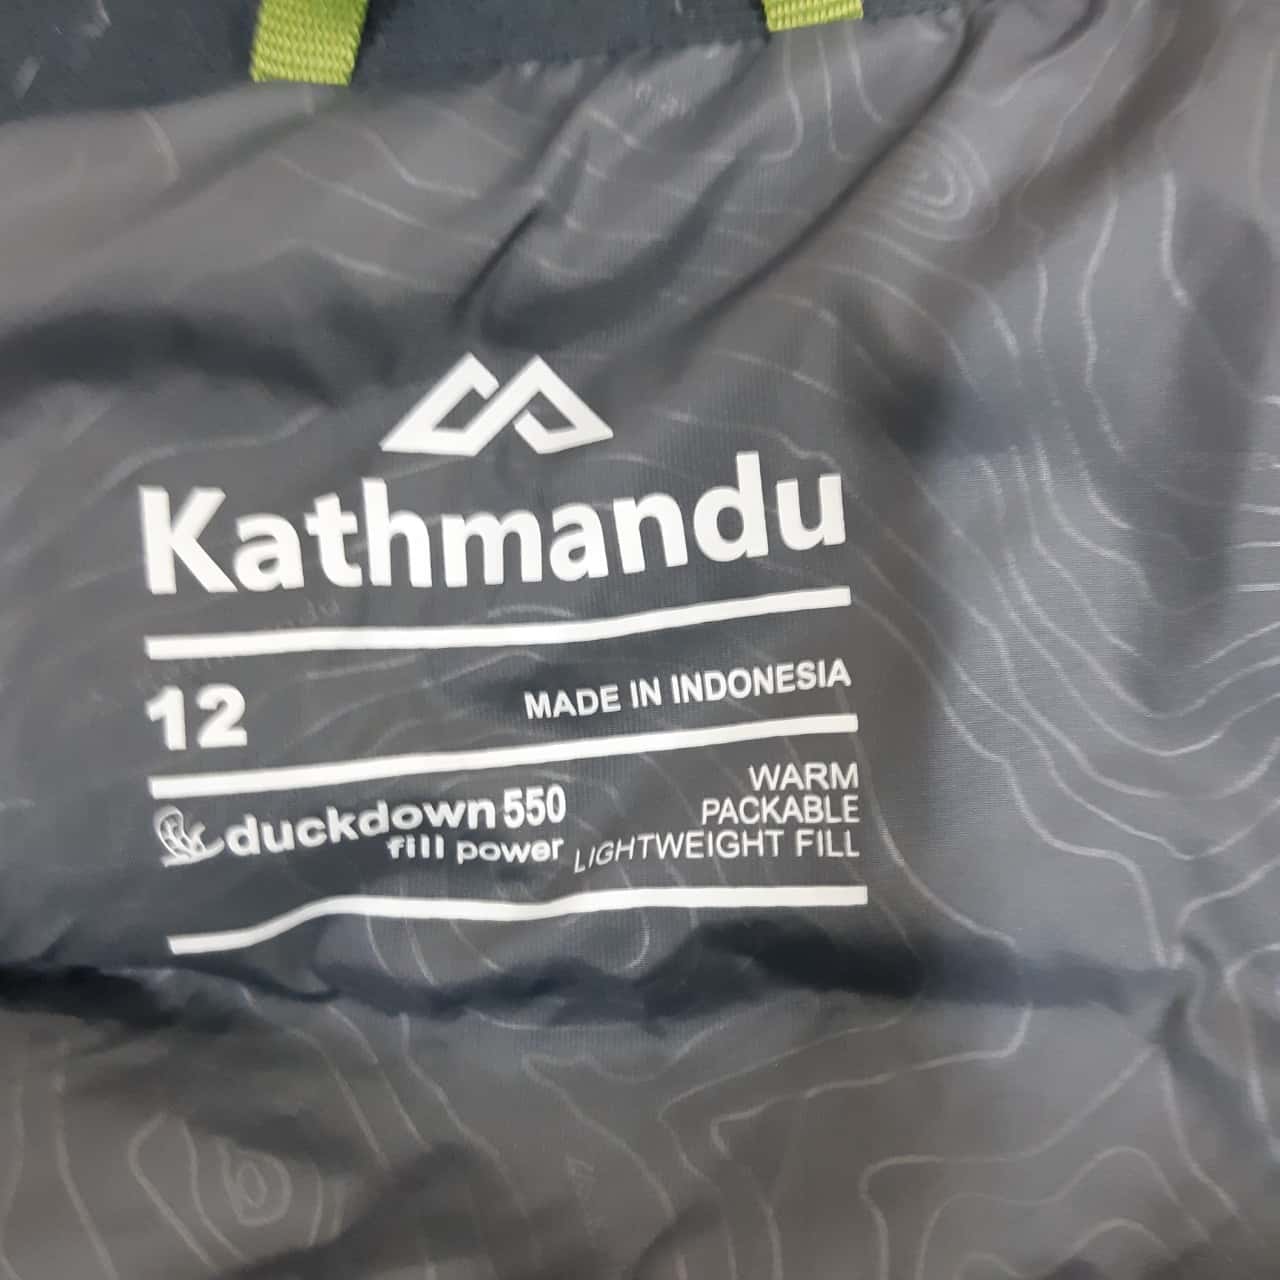 Kathmandu
12 MADE IN INDONESIA
duckdown 550
fill power
WARM
PACKABLE
LIGHTWEIGHT FILL